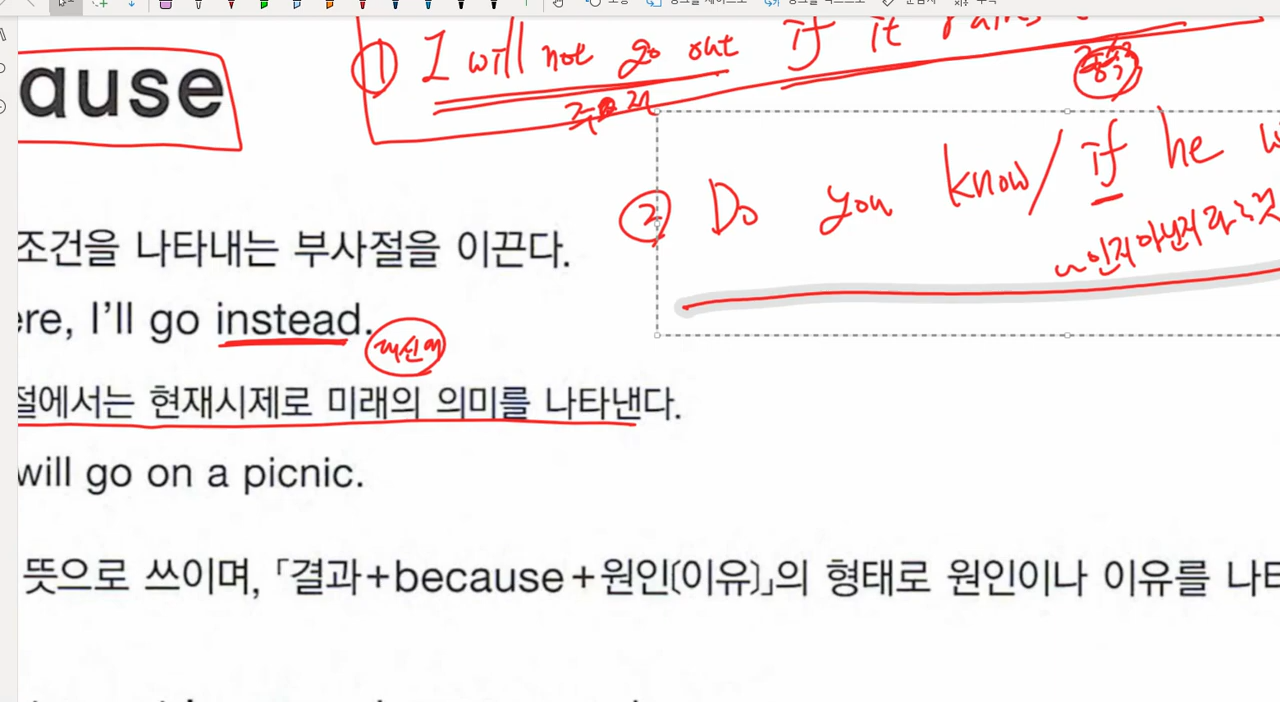 ① I will not go out if it rains
주절
ause
② Do you know / if he w
~인지 아닌지 라는 것
조건을 나타내는 부사절을 이끈다.
ere, I'll go instead.
대신에
절에서는 현재시제로 미래의 의미를 나타낸다.
will go on a picnic.
뜻으로 쓰이며, 「결과+because+원인(이유)」의 형태로 원인이나 이유를 나타